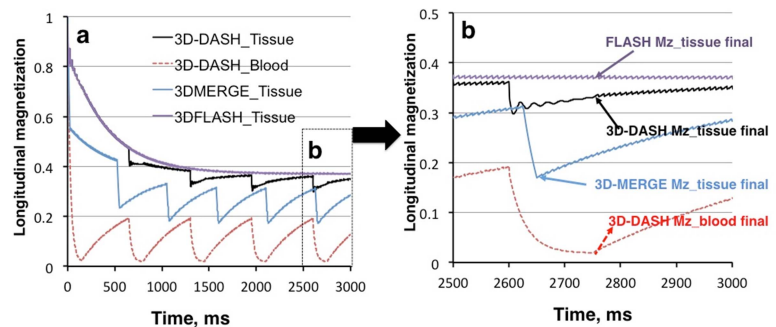 a
Longitudinal magnetization
1
0.8
0.6
0.4
0.2
0
3D-DASH_Tissue
3D-DASH_Blood
3DMERGE_Tissue
3DFLASH_Tissue
b
0 500 1000 1500 2000 2500 3000
Time, ms
b
Longitudinal magnetization
0.5
0.4
0.3
0.2
0.1
0
FLASH Mz_tissue final
3D-DASH Mz_tissue final
3D-MERGE Mz_tissue final
3D-DASH Mz_blood final
2500 2600 2700 2800 2900 3000
Time, ms